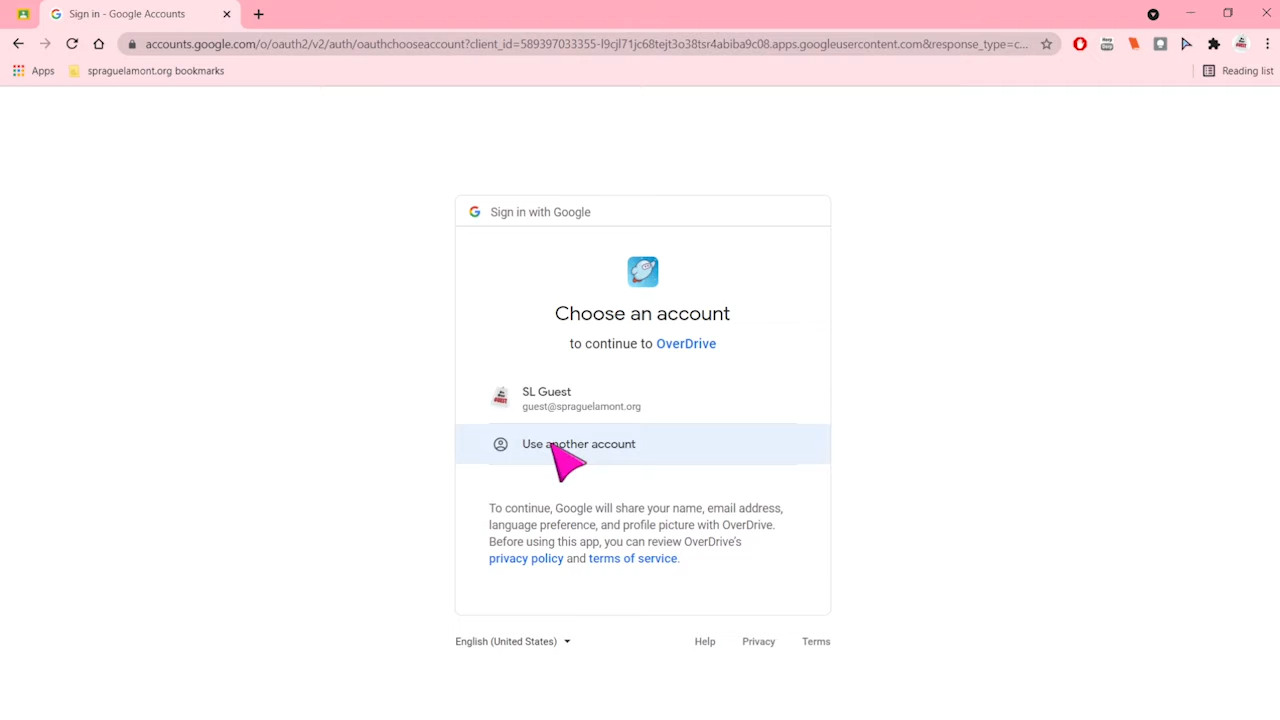 Sign in - Google Accounts
accounts.google.com/o/oauth2/v2/auth/oauthchooseaccount?client_id=589397033355-l9cjl71jc68tejt3o38tsr4abiba9c08.apps.googleusercontent.com&response_type=c...
Apps
spraguelamont.org bookmarks
Reading list
Sign in with Google
Choose an account
to continue to OverDrive
SL Guest
guest@spraguelamont.org
Use another account
To continue, Google will share your name, email address,
language preference, and profile picture with OverDrive.
Before using this app, you can review OverDrive's
privacy policy and terms of service.
English (United States)
Help
Privacy
Terms